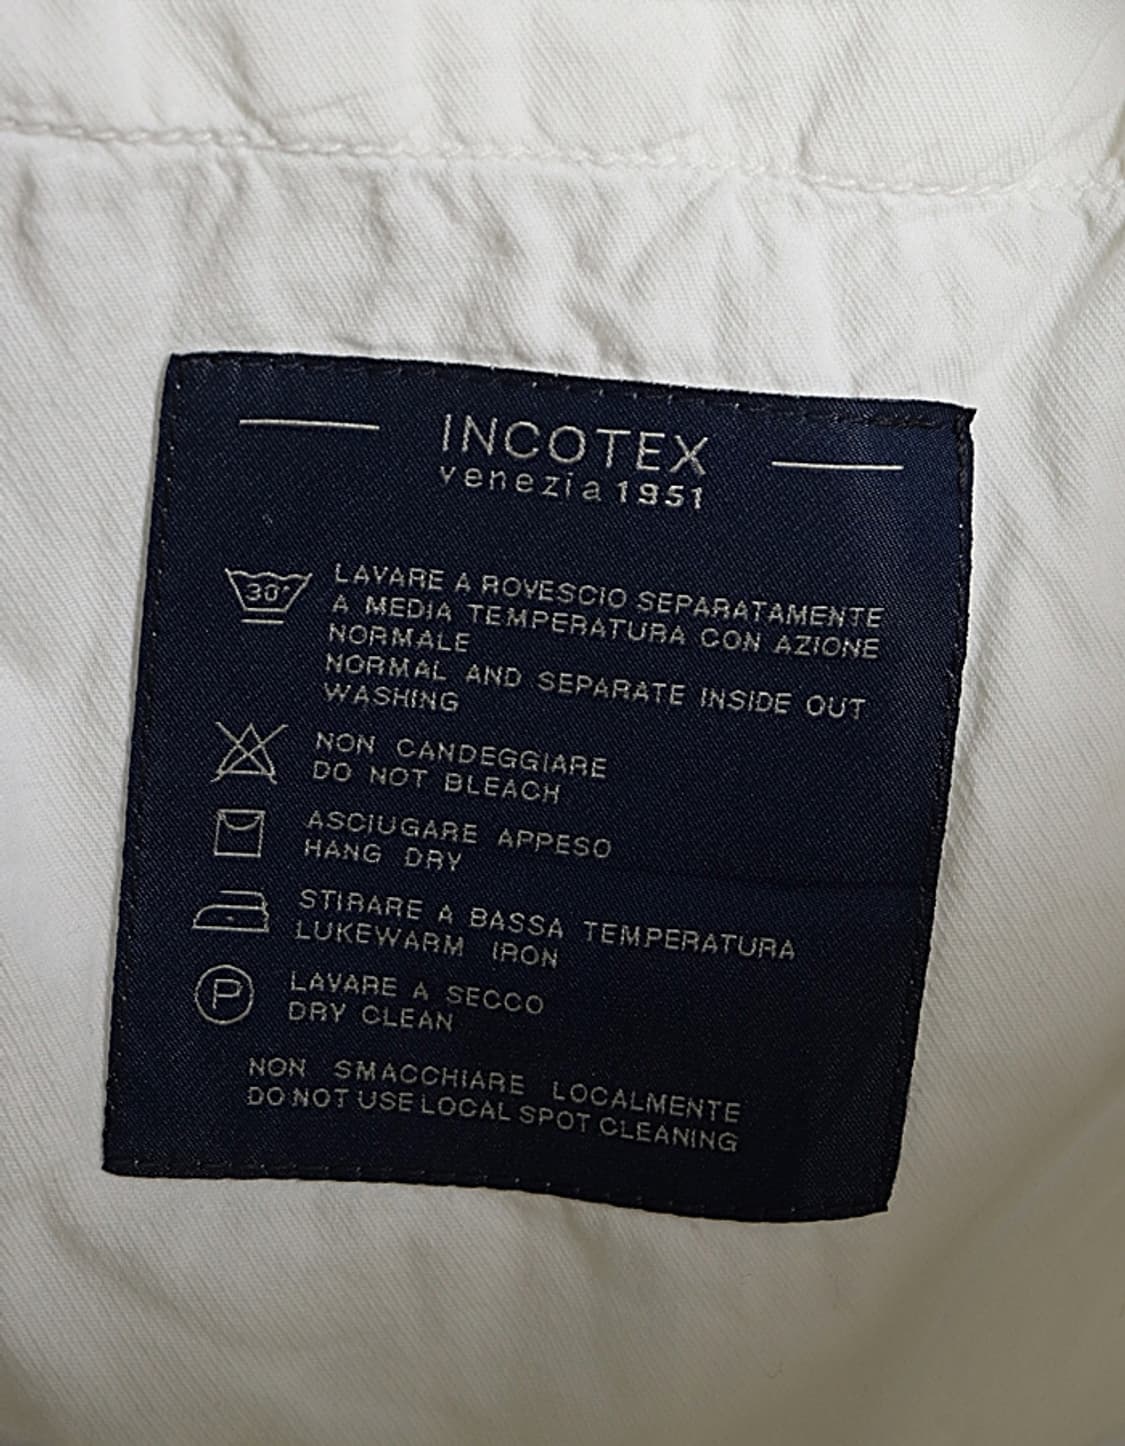 INCOTEX
venezia 1951
30°
LAVARE A ROVESCIO SEPARATAMENTE
A MEDIA TEMPERATURA CON AZIONE
NORMALE
NORMAL AND SEPARATE INSIDE OUT
WASHING
NON CANDEGGIARE
DO NOT BLEACH
ASCIUGARE APPESO
HANG DRY
STIRARE A BASSA TEMPERATURA
LUKEWARM IRON
P
LAVARE A SECCO
DRY CLEAN
NON SMACCHIARE LOCALMENTE
DO NOT USE LOCAL SPOT CLEANING